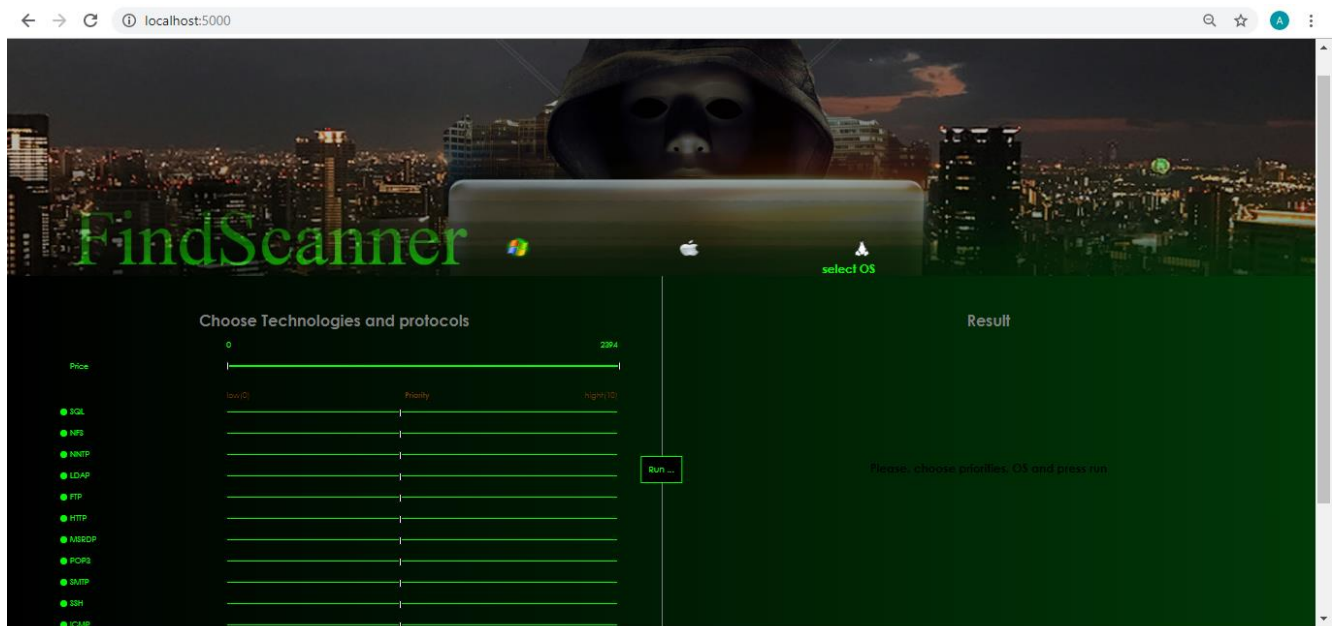 localhost:5000
A
FindScanner
select OS
Choose Technologies and protocols
Result
0
2394
Price
low(0)
Priority
hight(10)
SQL
NFS
NNTP
LDAP
Run ...
Please, choose priorities, OS and press run
FTP
HTTP
MSRDP
POP3
SMTP
SSH
ICMP